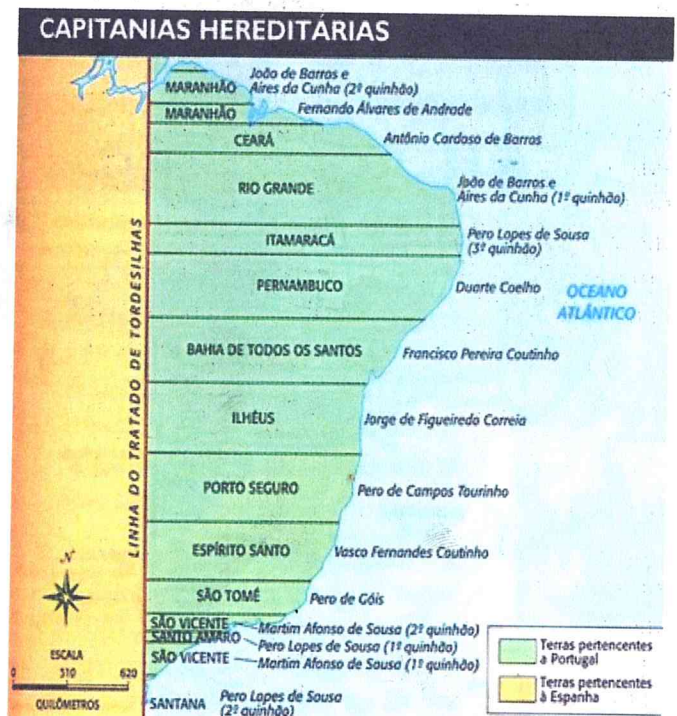 CAPITANIAS HEREDITÁRIAS
MARANHÃO
João de Barros e
Aires da Cunha (2º quinhão)
MARANHÃO
Fernando Álvares de Andrade
CEARÁ
Antônio Cardoso de Barros
RIO GRANDE
João de Barros e
Aires da Cunha (1º quinhão)
ITAMARACÁ
Pero Lopes de Sousa
(3º quinhão)
PERNAMBUCO
Duarte Coelho
OCEANO
ATLÂNTICO
BAHIA DE TODOS OS SANTOS
Francisco Pereira Coutinho
ILHÉUS
Jorge de Figueiredo Correia
PORTO SEGURO
Pero de Campos Tourinho
ESPÍRITO SANTO
Vasco Fernandes Coutinho
SÃO TOMÉ
Pero de Góis
SÃO VICENTE
Martim Afonso de Sousa (2º quinhão)
SANTO AMARO
Pero Lopes de Sousa (1º quinhão)
SÃO VICENTE
Martim Afonso de Sousa (1º quinhão)
SANTANA
Pero Lopes de Sousa
(2º quinhão)
LINHA DO TRATADO DE TORDESILHAS
N
ESCALA
0 310 620
QUILÔMETROS
Terras pertencentes
a Portugal
Terras pertencentes
à Espanha